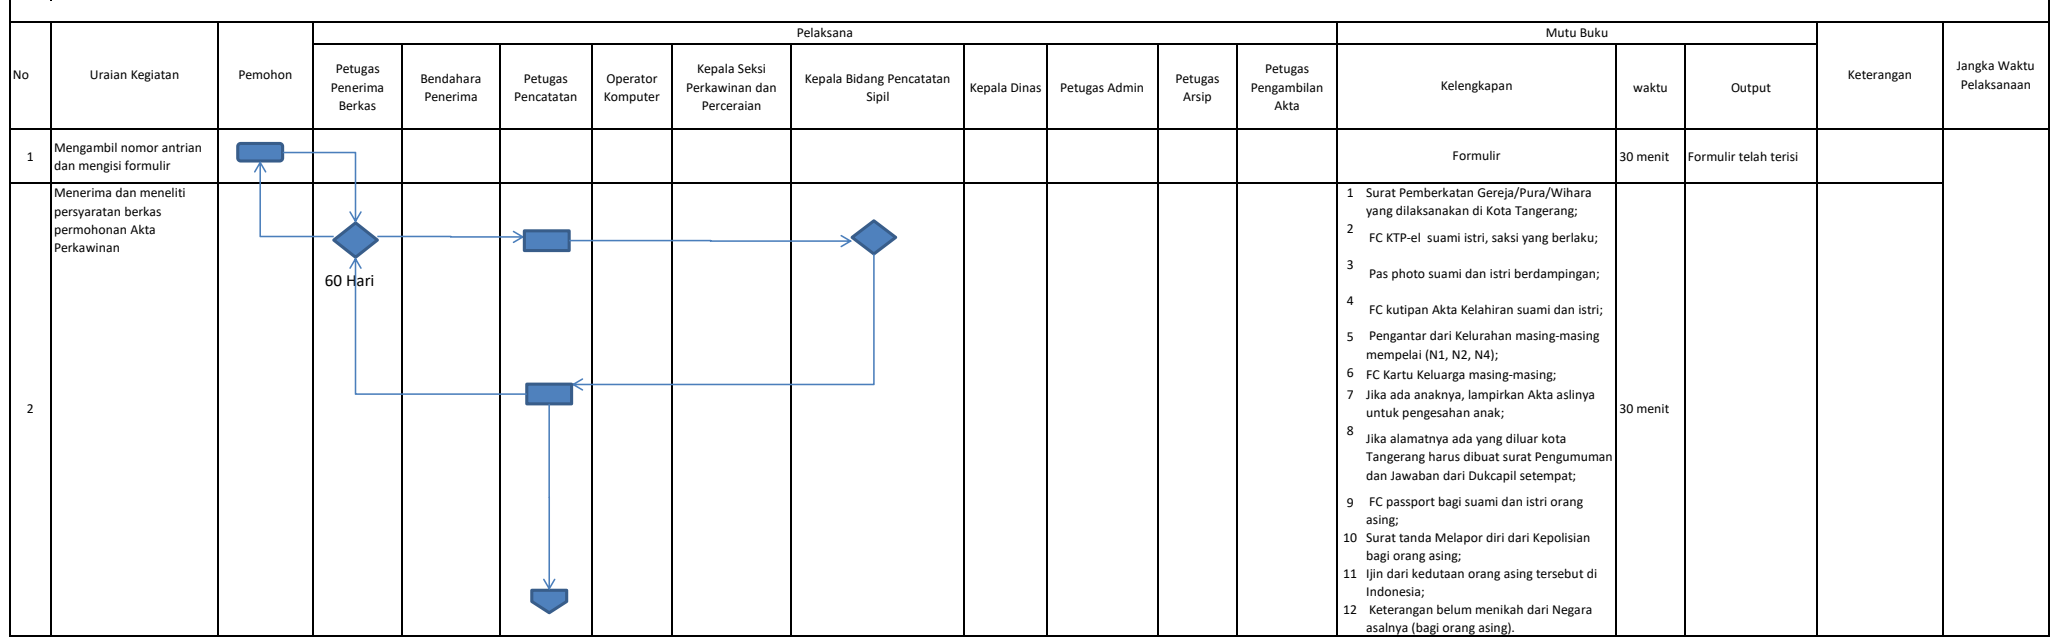 Pelaksana
Mutu Buku
No
Uraian Kegiatan
Pemohon
Petugas
Penerima
Berkas
Bendahara
Penerima
Petugas
Pencatatan
Operator
Komputer
Kepala Seksi
Perkawinan dan
Perceraian
Kepala Bidang Pencatatan
Sipil
Kepala Dinas
Petugas Admin
Petugas
Arsip
Petugas
Pengambilan
Akta
Kelengkapan
waktu
Output
Keterangan
Jangka Waktu
Pelaksanaan
1
Mengambil nomor antrian
dan mengisi formulir
Formulir
30 menit
Formulir telah terisi
2
Menerima dan meneliti
persyaratan berkas
permohonan Akta
Perkawinan
60 Hari
1 Surat Pemberkatan Gereja/Pura/Wihara
yang dilaksanakan di Kota Tangerang;
2 FC KTP-el suami istri, saksi yang berlaku;
3 Pas photo suami dan istri berdampingan;
4 FC kutipan Akta Kelahiran suami dan istri;
5 Pengantar dari Kelurahan masing-masing
mempelai (N1, N2, N4);
6 FC Kartu Keluarga masing-masing;
7 Jika ada anaknya, lampirkan Akta aslinya
untuk pengesahan anak;
8 Jika alamatnya ada yang diluar kota
Tangerang harus dibuat surat Pengumuman
dan Jawaban dari Dukcapil setempat;
9 FC passport bagi suami dan istri orang
asing;
10 Surat tanda Melapor diri dari Kepolisian
bagi orang asing;
11 Ijin dari kedutaan orang asing tersebut di
Indonesia;
12 Keterangan belum menikah dari Negara
asalnya (bagi orang asing).
30 menit